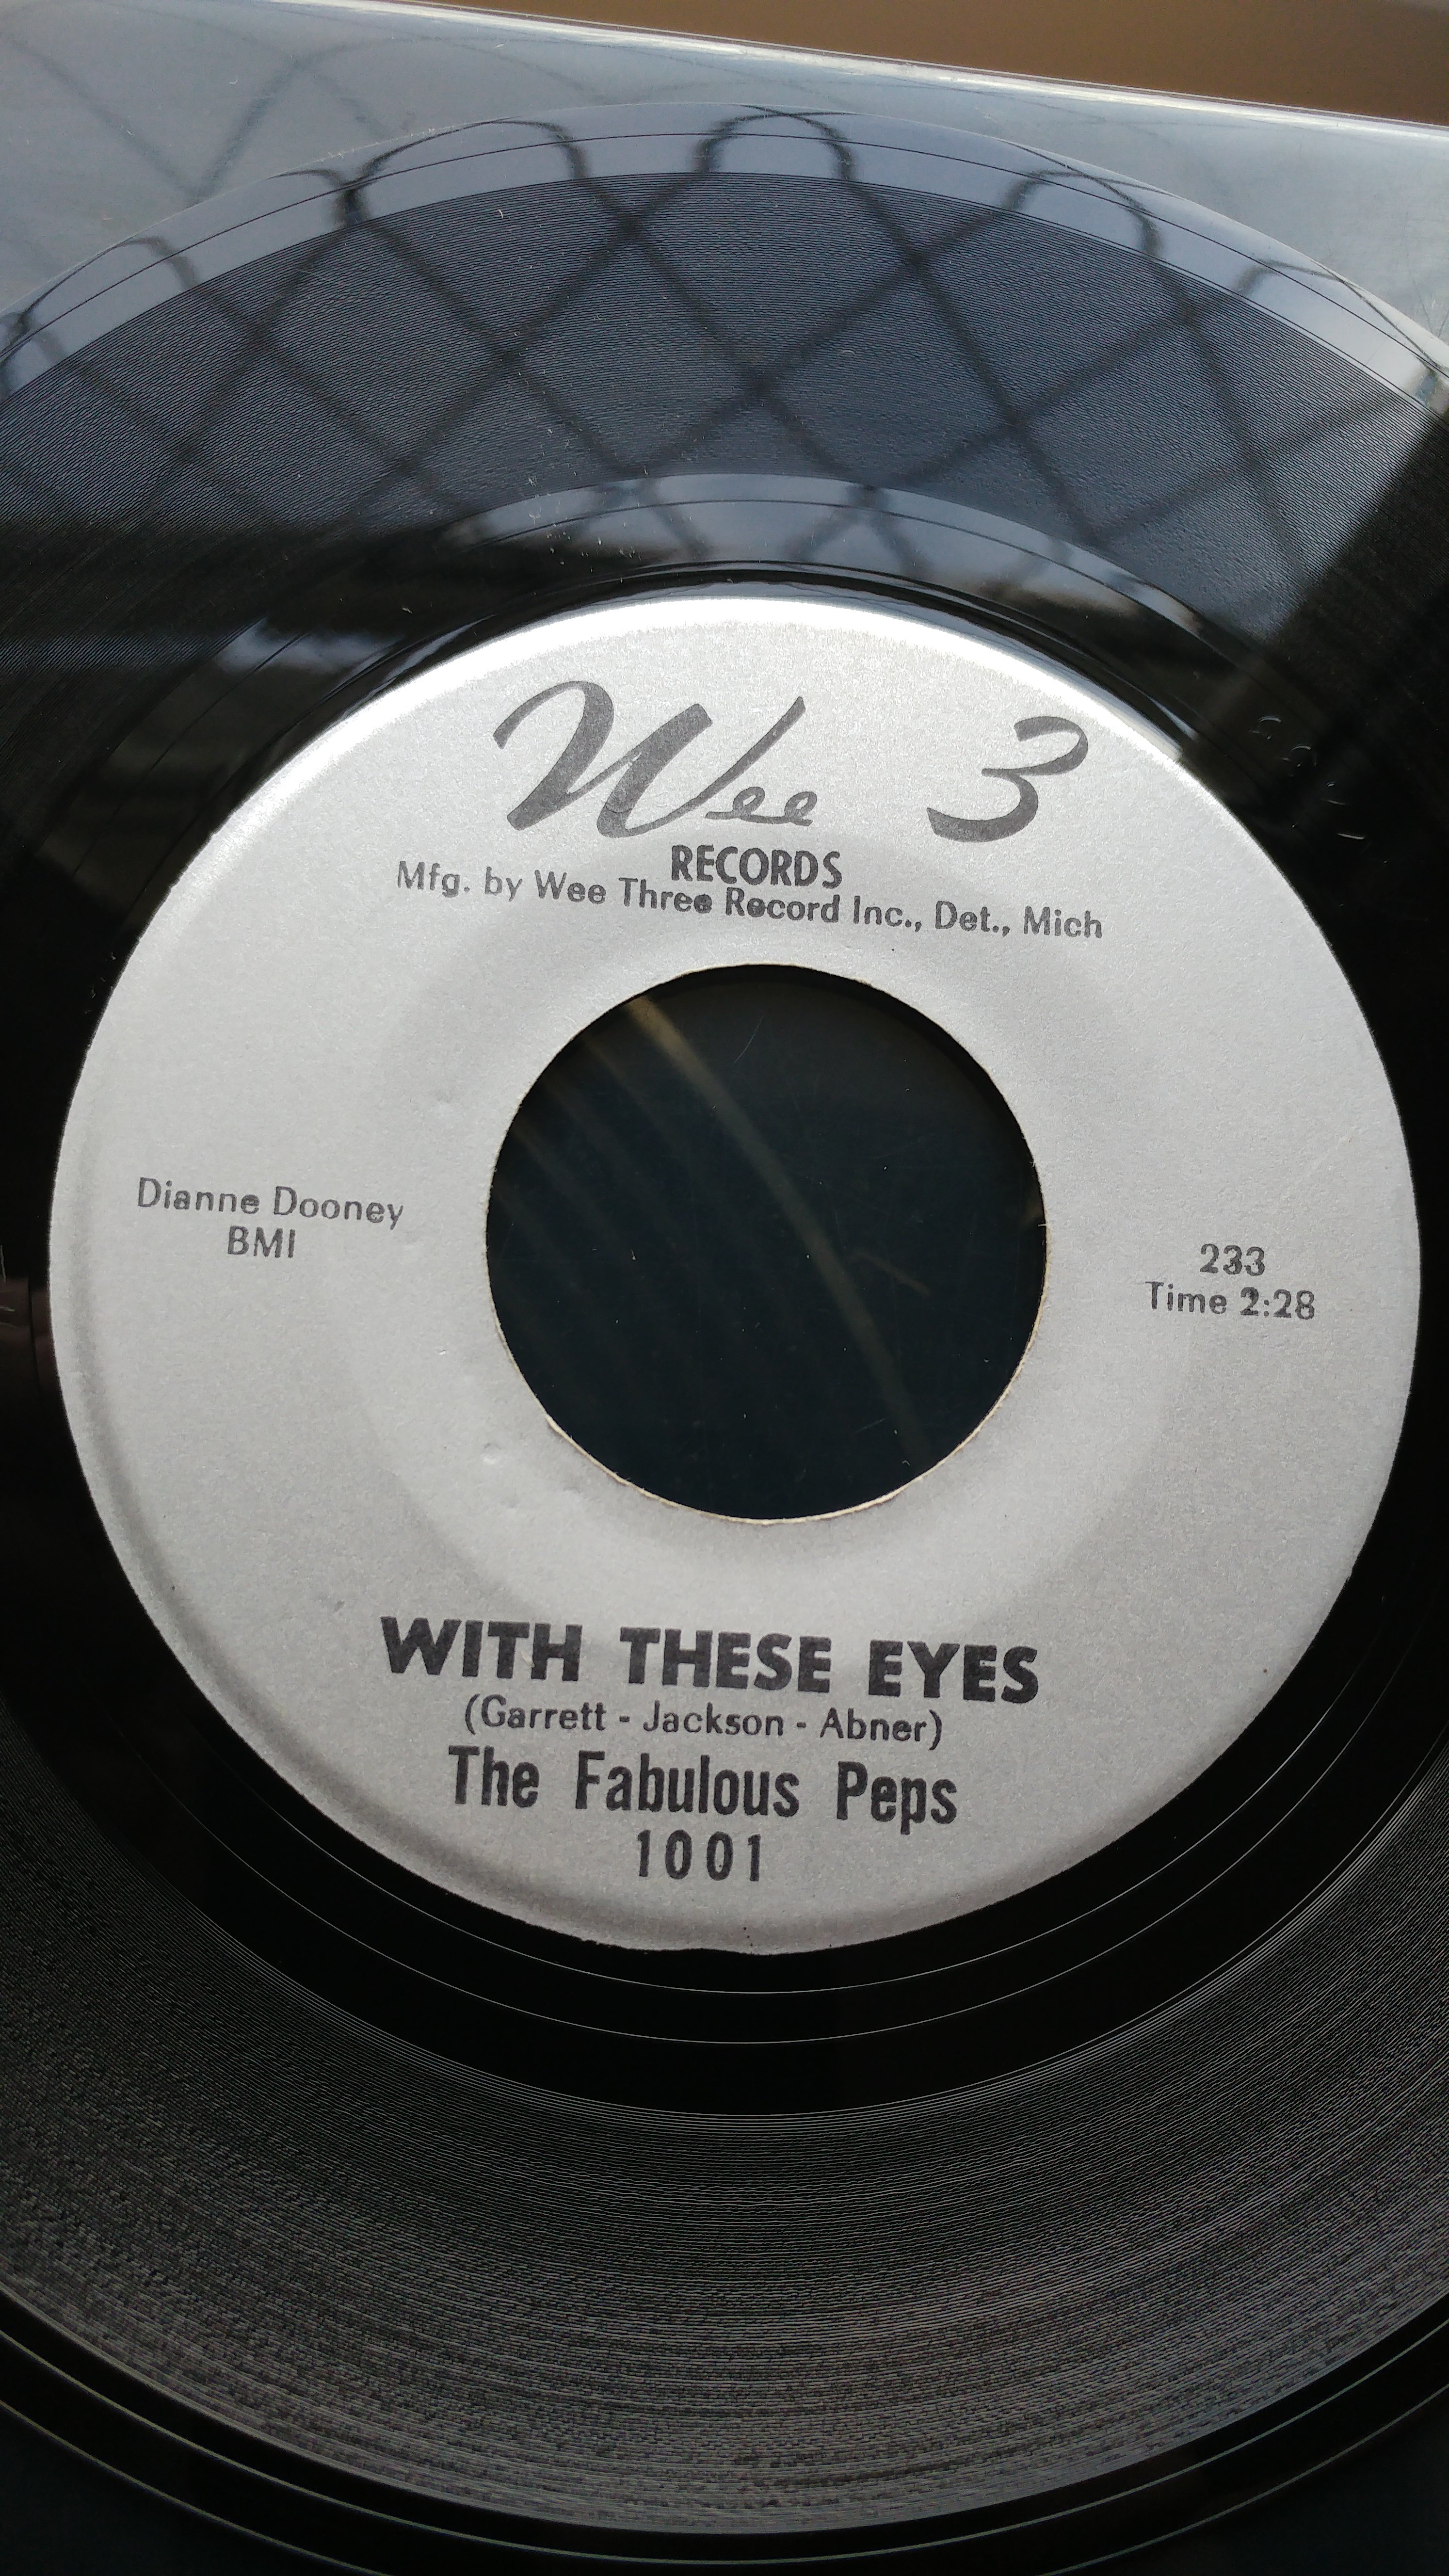 Wee 3
RECORDS
Mfg. by Wee Three Record Inc., Det., Mich
Dianne Dooney
BMI
233
Time 2:28
WITH THESE EYES
(Garrett - Jackson - Abner)
The Fabulous Peps
1001